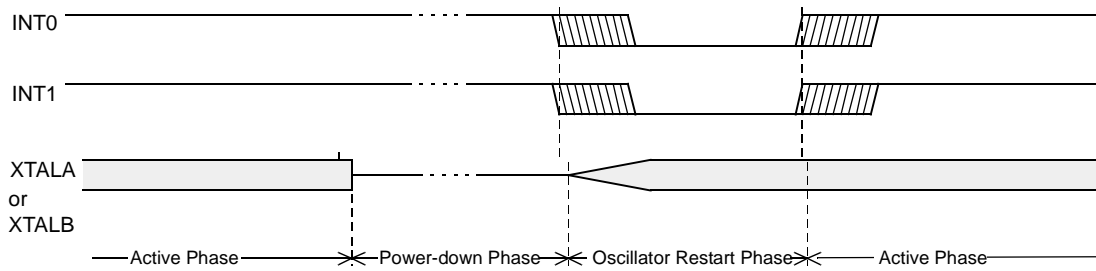 INT0
INT1
XTALA
or
XTALB
Active Phase Power-down Phase Oscillator Restart Phase Active Phase